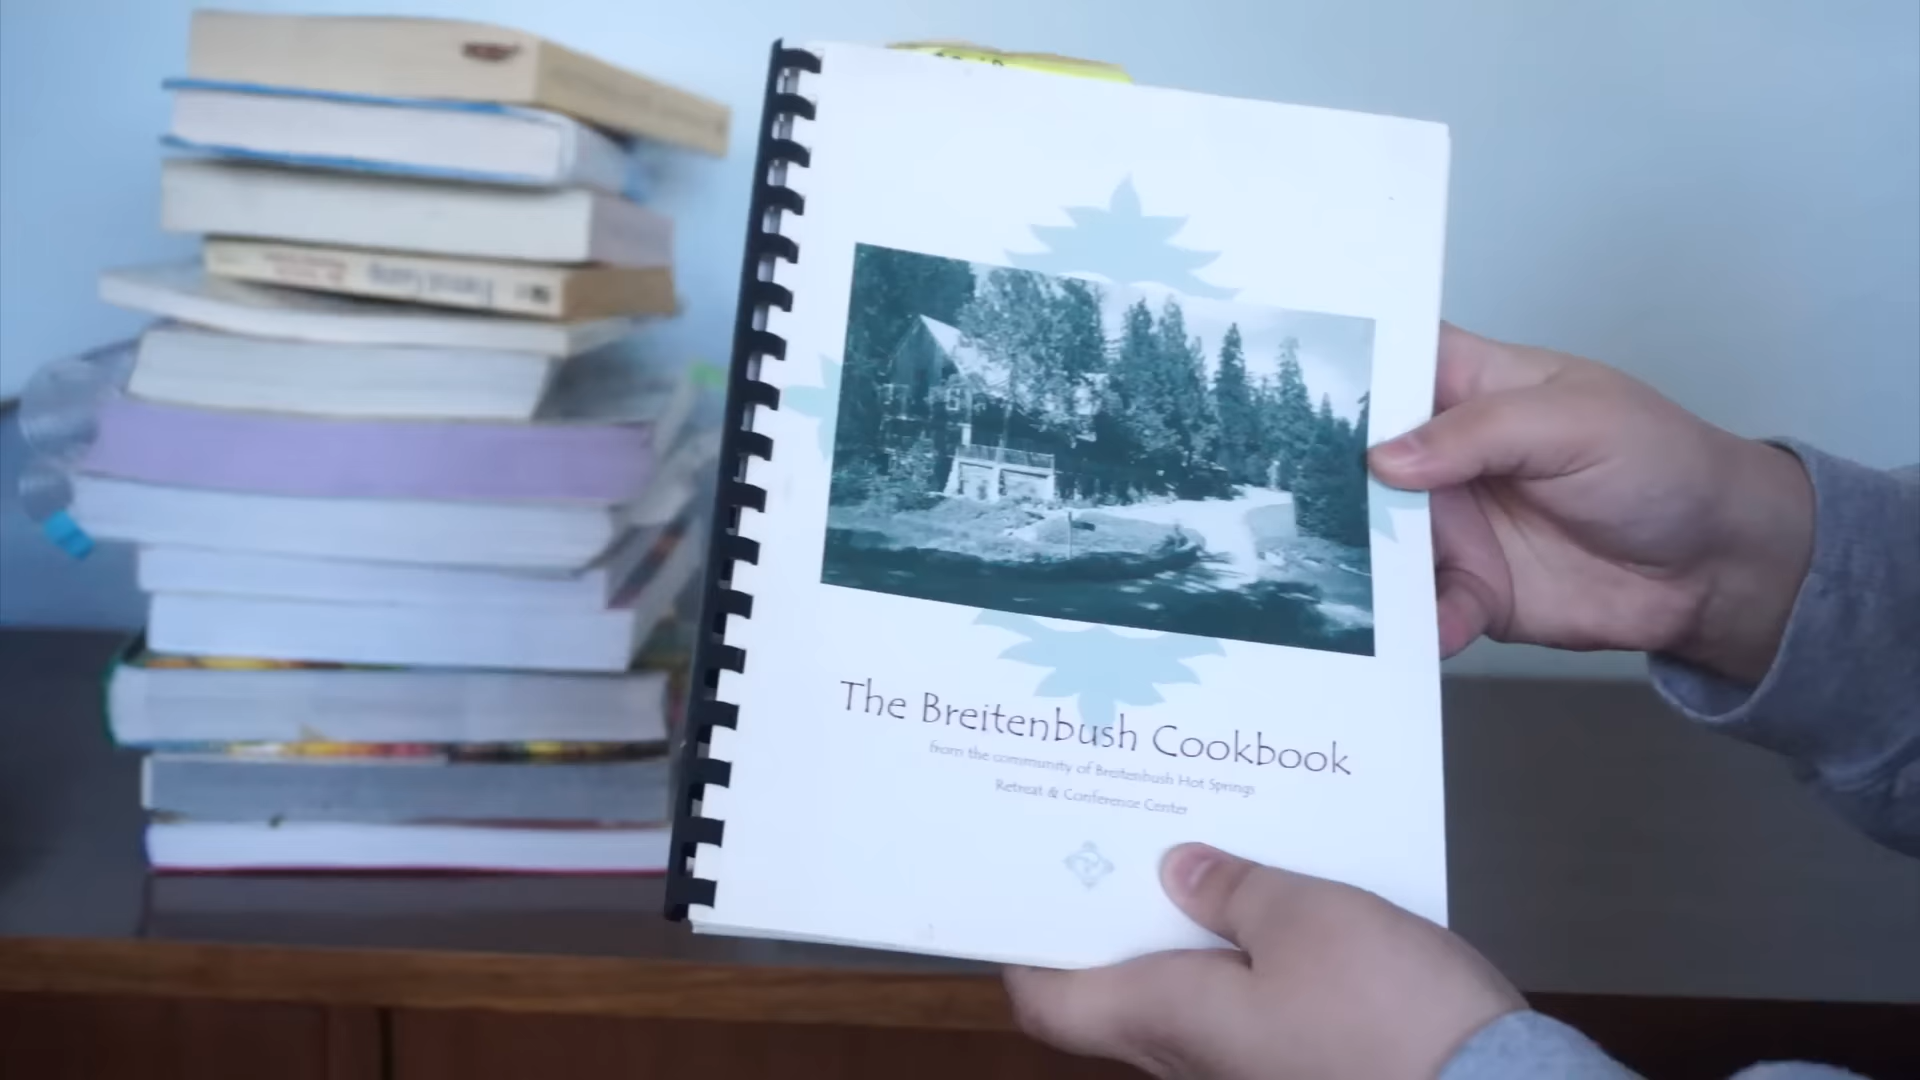 The Breitenbush Cookbook
from the community of Breitenbush Hot Springs
Retreat & Conference Center